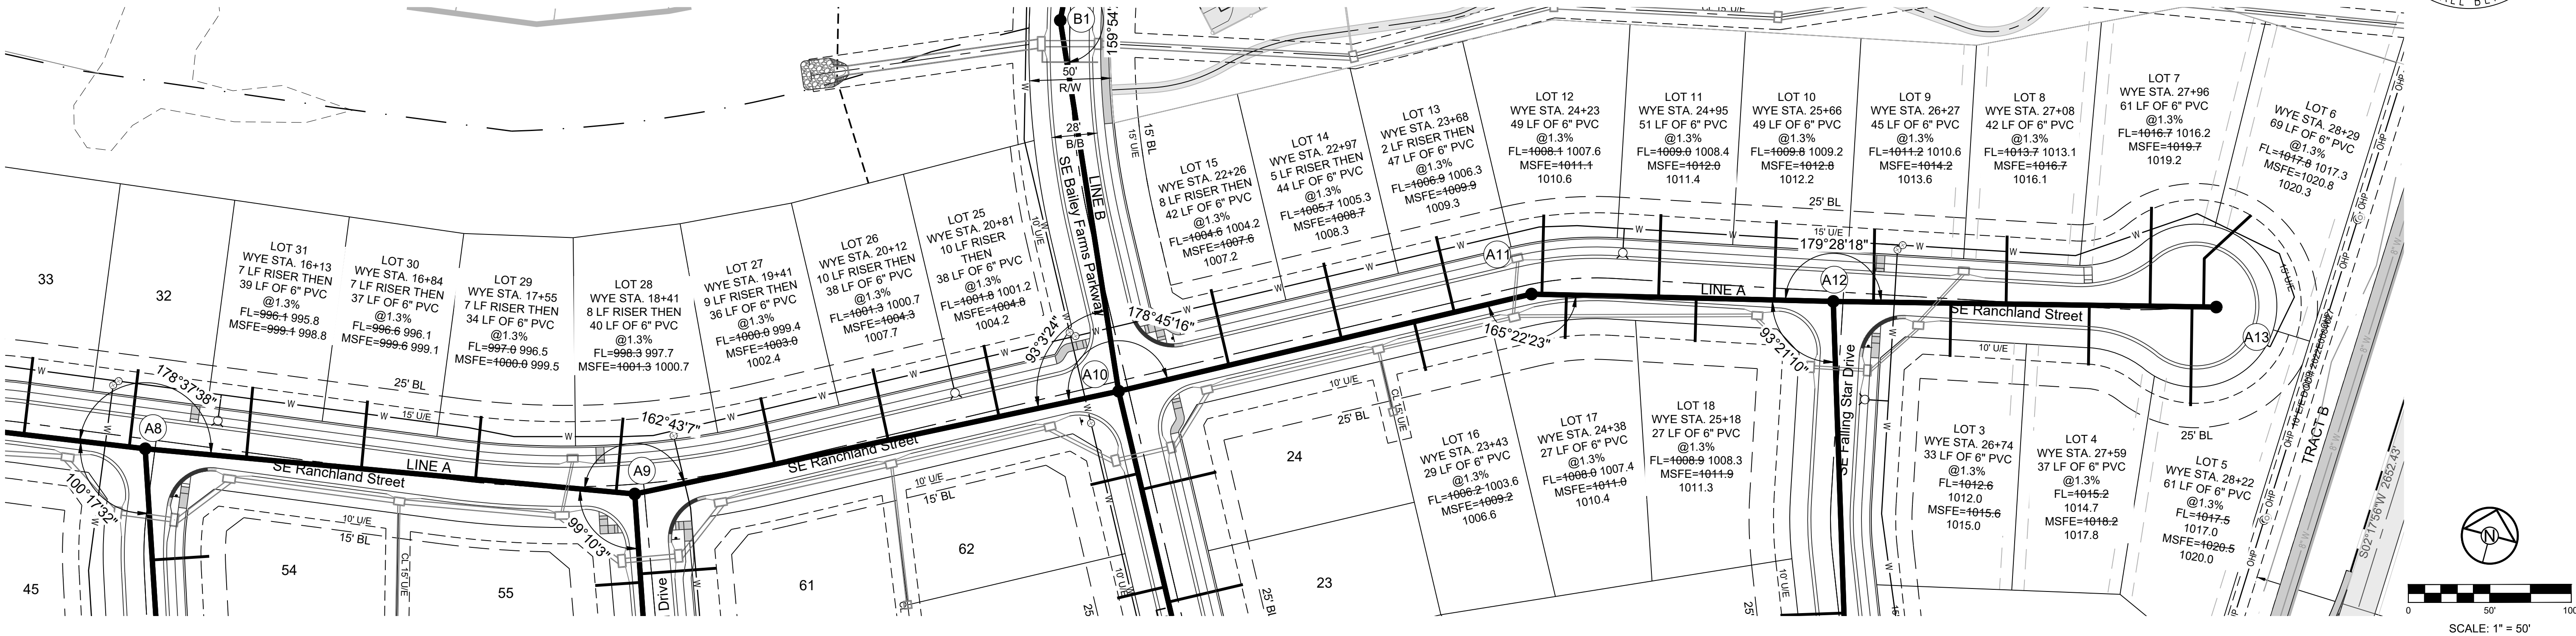 B1
159°54'
50'
R/W
28'
B/B
CL 15' U/E
W
15' U/E
15' BL
10' U/E
SE Bailey Farms Parkway
LINE B
33
32
LOT 31
WYE STA. 16+13
7 LF RISER THEN
39 LF OF 6" PVC
@1.3%
FL=996.1 995.8
MSFE=999.1 998.8
LOT 30
WYE STA. 16+84
7 LF RISER THEN
37 LF OF 6" PVC
@1.3%
FL=996.6 996.1
MSFE=999.6 999.1
LOT 29
WYE STA. 17+55
7 LF RISER THEN
34 LF OF 6" PVC
@1.3%
FL=997.0 996.5
MSFE=1000.0 999.5
LOT 28
WYE STA. 18+41
8 LF RISER THEN
40 LF OF 6" PVC
@1.3%
FL=998.3 997.7
MSFE=1001.3 1000.7
LOT 27
WYE STA. 19+41
9 LF RISER THEN
36 LF OF 6" PVC
@1.3%
FL=1000.0 999.4
MSFE=1003.0
1002.4
LOT 26
WYE STA. 20+12
10 LF RISER THEN
38 LF OF 6" PVC
@1.3%
FL=1001.3 1000.7
MSFE=1004.3
1007.7
LOT 25
WYE STA. 20+81
10 LF RISER
THEN
38 LF OF 6" PVC
@1.3%
FL=1001.8 1001.2
MSFE=1004.8
1004.2
LOT 15
WYE STA. 22+26
8 LF RISER THEN
42 LF OF 6" PVC
@1.3%
FL=1004.6 1004.2
MSFE=1007.6
1007.2
LOT 14
WYE STA. 22+97
5 LF RISER THEN
44 LF OF 6" PVC
@1.3%
FL=1005.7 1005.3
MSFE=1008.7
1008.3
LOT 13
WYE STA. 23+68
2 LF RISER THEN
47 LF OF 6" PVC
@1.3%
FL=1006.9 1006.3
MSFE=1009.9
1009.3
LOT 12
WYE STA. 24+23
49 LF OF 6" PVC
@1.3%
FL=1008.1 1007.6
MSFE=1011.1
1010.6
LOT 11
WYE STA. 24+95
51 LF OF 6" PVC
@1.3%
FL=1009.0 1008.4
MSFE=1012.0
1011.4
LOT 10
WYE STA. 25+66
49 LF OF 6" PVC
@1.3%
FL=1009.8 1009.2
MSFE=1012.8
1012.2
LOT 9
WYE STA. 26+27
45 LF OF 6" PVC
@1.3%
FL=1011.2 1010.6
MSFE=1014.2
1013.6
LOT 8
WYE STA. 27+08
42 LF OF 6" PVC
@1.3%
FL=1013.7 1013.1
MSFE=1016.7
1016.1
LOT 7
WYE STA. 27+96
61 LF OF 6" PVC
@1.3%
FL=1016.7 1016.2
MSFE=1019.7
1019.2
LOT 6
WYE STA. 28+29
69 LF OF 6" PVC
@1.3%
FL=1017.8 1017.3
MSFE=1020.8
1020.3
25' BL
15' U/E
25' BL
15' U/E
15' U/E
178°37'38"
162°43'7"
93°31'24"
178°45'16"
165°22'23"
179°28'18"
93°21'10"
100°17'32"
99°10'3"
A8
A9
A10
A11
A12
A13
LINE A
LINE A
SE Ranchland Street
SE Ranchland Street
SE Ranchland Street
SE Falling Star Drive
Drive
10' U/E
15' BL
CL 15' U/E
10' U/E
15' BL
10' U/E
25' BL
CL 15' U/E
10' U/E
45
54
55
61
62
24
23
LOT 16
WYE STA. 23+43
29 LF OF 6" PVC
@1.3%
FL=1006.2 1003.6
MSFE=1009.2
1006.6
LOT 17
WYE STA. 24+38
27 LF OF 6" PVC
@1.3%
FL=1008.0 1007.4
MSFE=1011.0
1010.4
LOT 18
WYE STA. 25+18
27 LF OF 6" PVC
@1.3%
FL=1008.9 1008.3
MSFE=1011.9
1011.3
LOT 3
WYE STA. 26+74
33 LF OF 6" PVC
@1.3%
FL=1012.6
1012.0
MSFE=1015.6
1015.0
LOT 4
WYE STA. 27+59
37 LF OF 6" PVC
@1.3%
FL=1015.2
1014.7
MSFE=1018.2
1017.8
LOT 5
WYE STA. 28+22
61 LF OF 6" PVC
@1.3%
FL=1017.5
1017.0
MSFE=1020.5
1020.0
25' BL
10' U/E
25' BL
10' U/E
OHP
TRACT B
8" W
S02°17'56"W 2652.43'
N
0
50'
100
SCALE: 1" = 50'